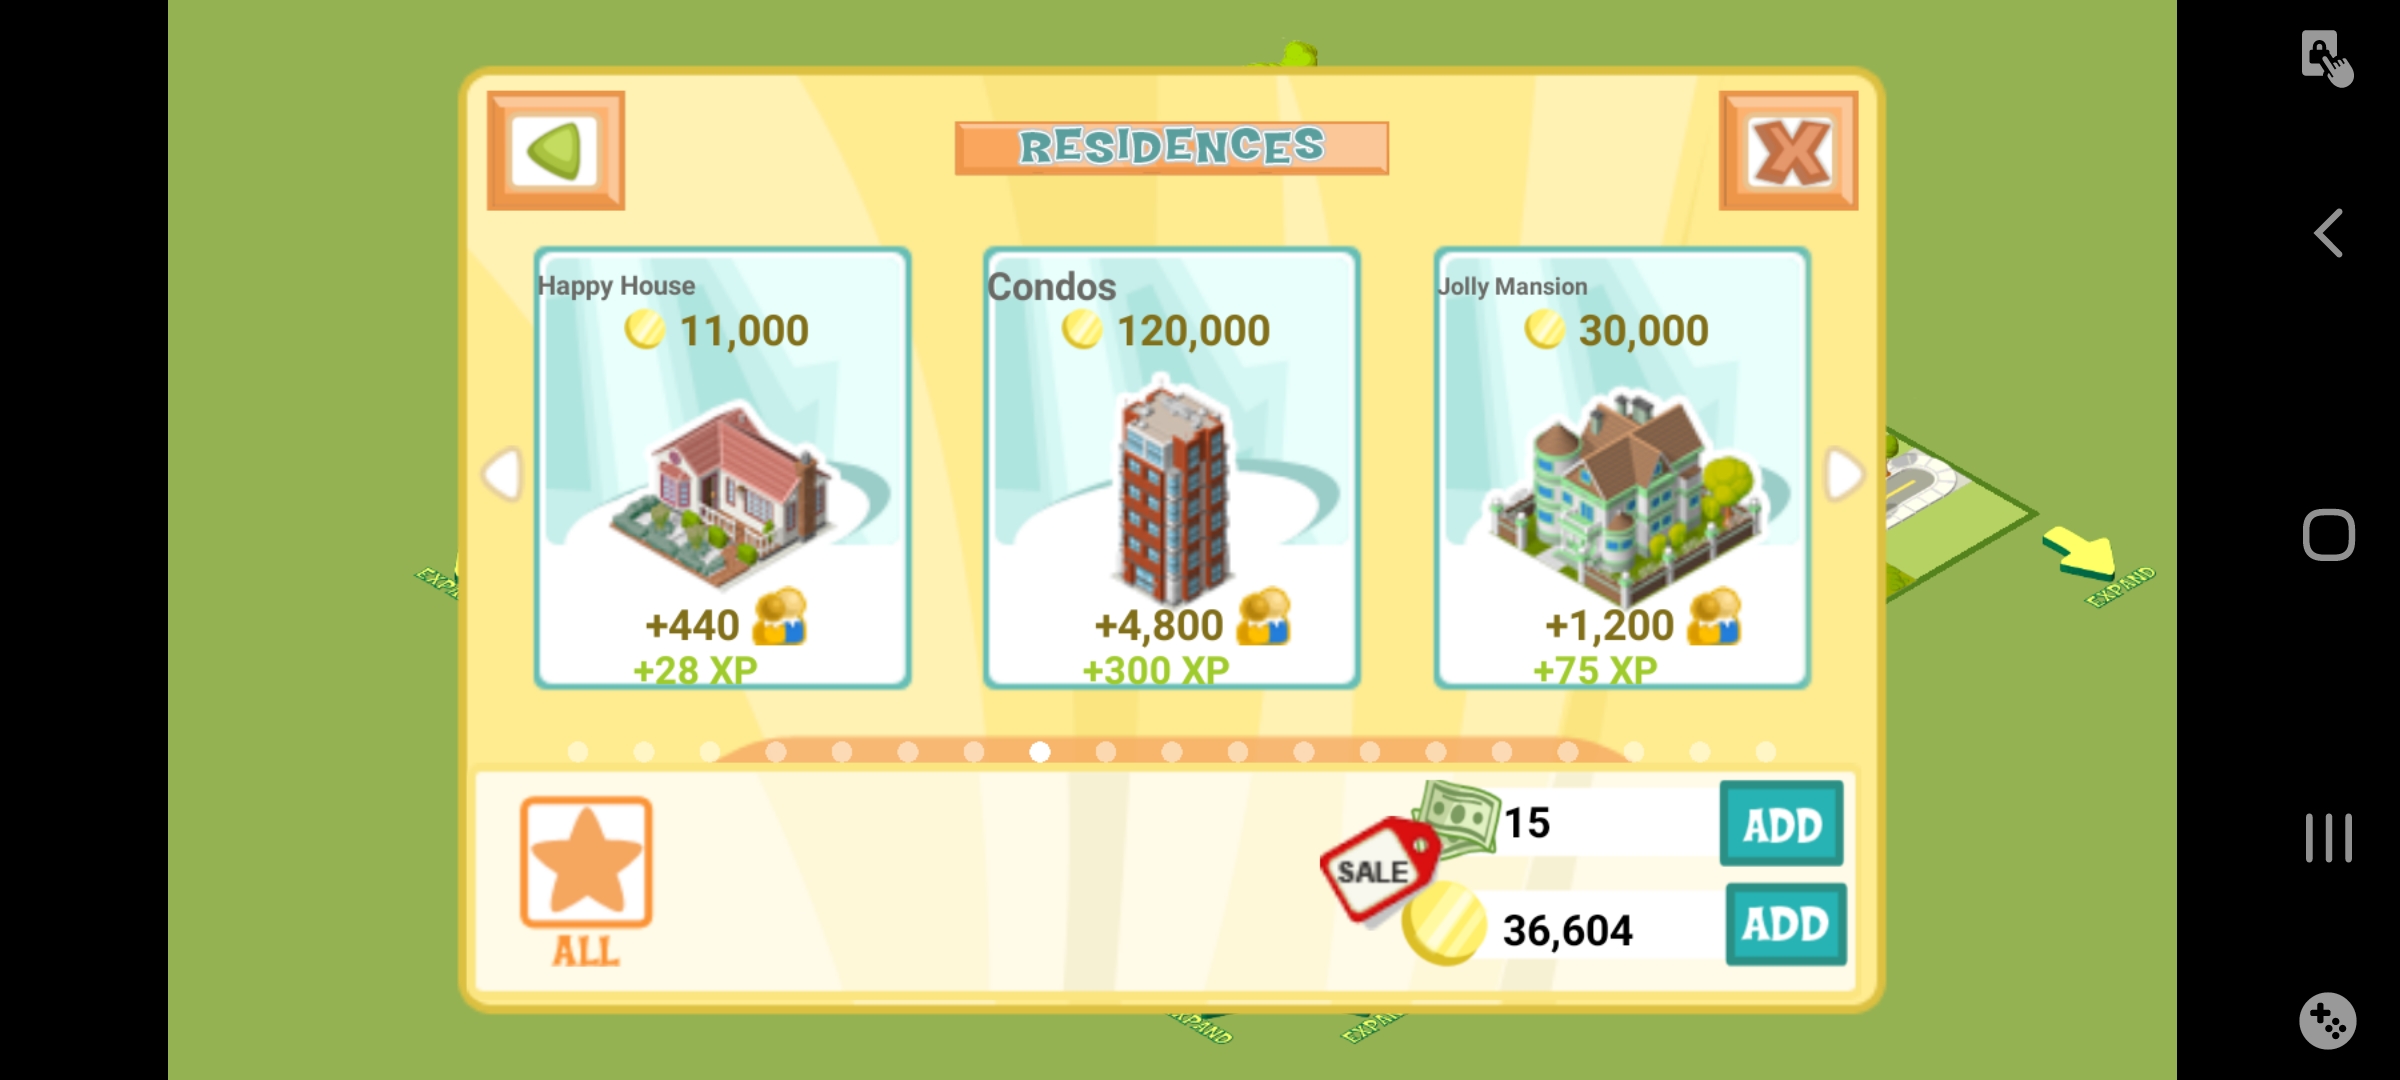 RESIDENCES
Happy House
11,000
+440
+28 XP
Condos
120,000
+4,800
+300 XP
Jolly Mansion
30,000
+1,200
+75 XP
EXPAND
ALL
SALE
15
ADD
36,604
ADD